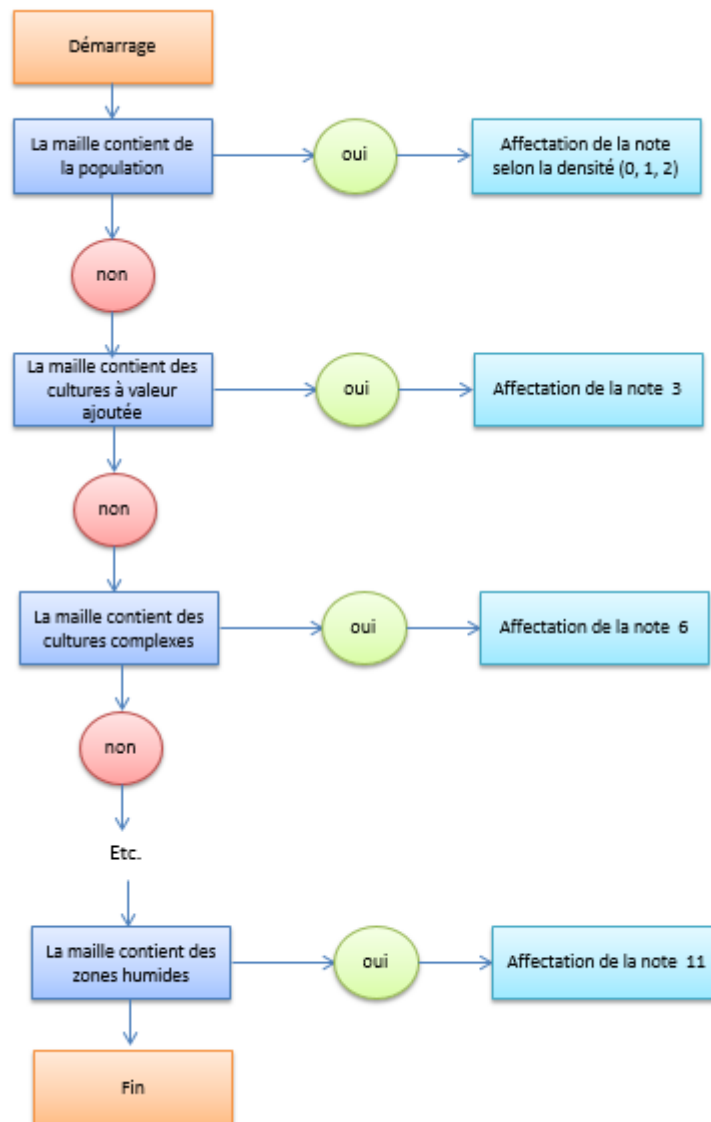 Démarrage
La maille contient de
la population
oui
Affectation de la note
selon la densité (0, 1, 2)
non
La maille contient des
cultures à valeur
ajoutée
oui
Affectation de la note 3
non
La maille contient des
cultures complexes
oui
Affectation de la note 6
non
Etc.
La maille contient des
zones humides
oui
Affectation de la note 11
Fin